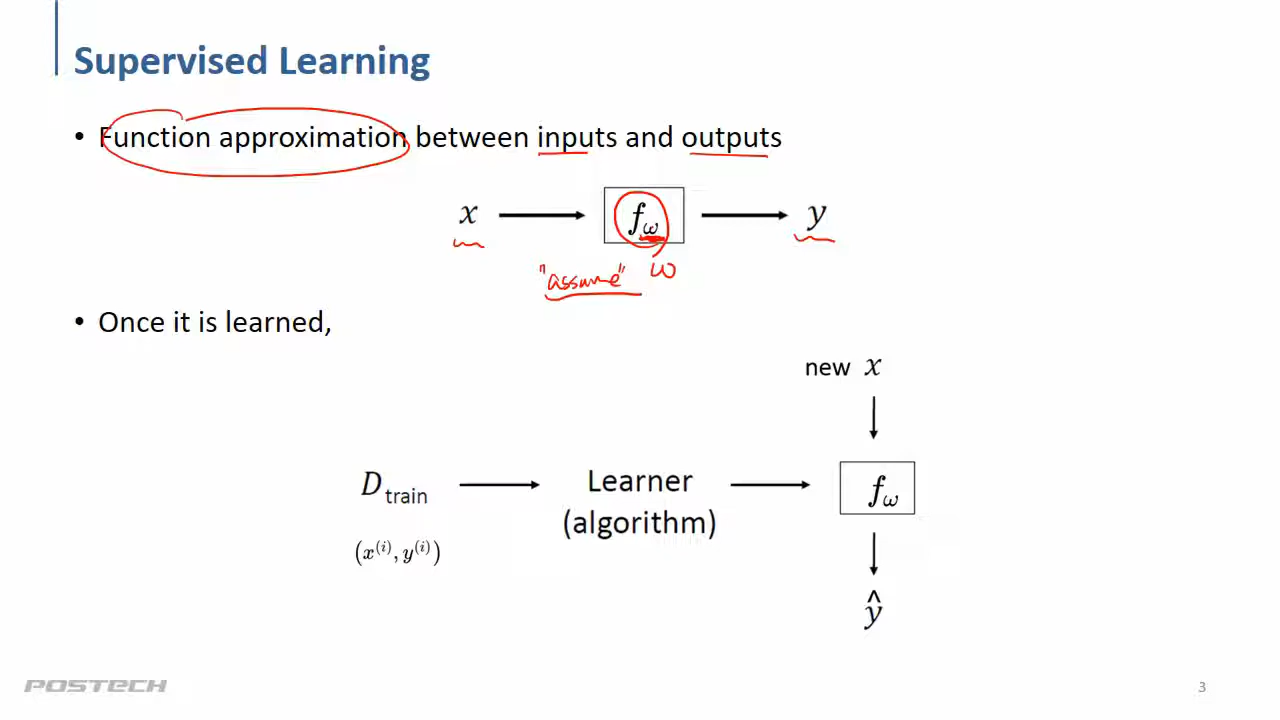 Supervised Learning
• Function approximation between inputs and outputs
x → f_ω → y
"assume" ω
• Once it is learned,
new x
D_train → Learner (algorithm) → f_ω
(x^(i), y^(i))
ŷ
POSTECH
3